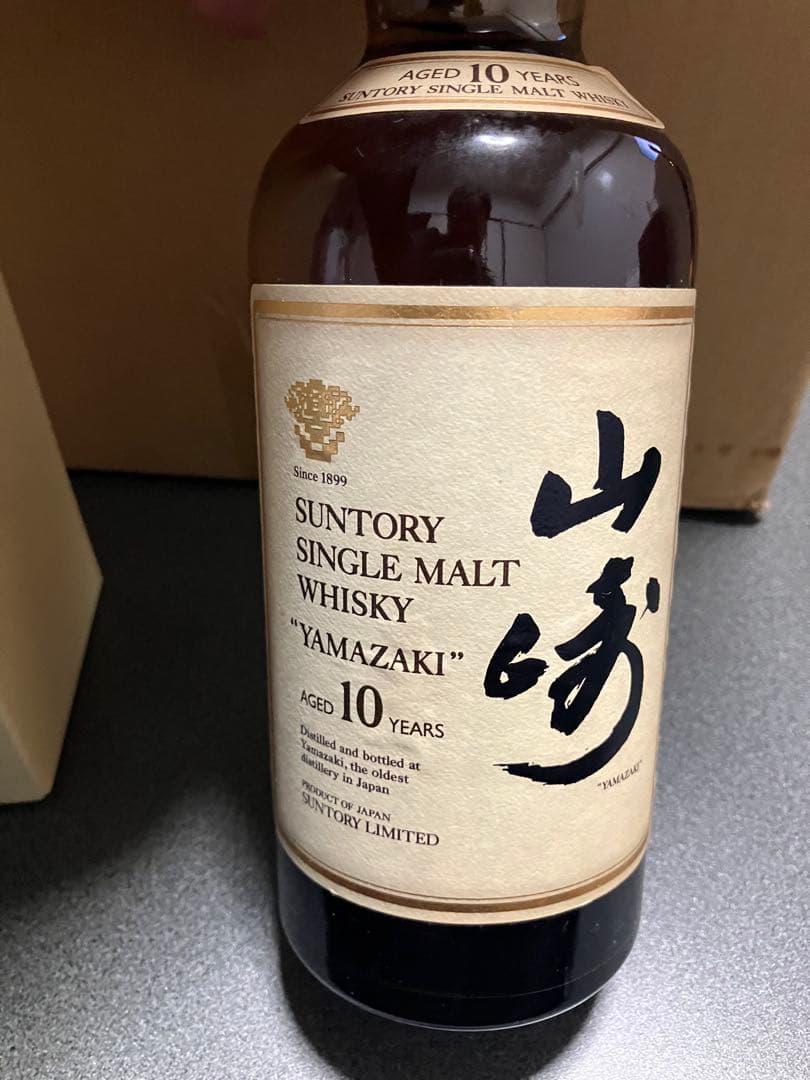 AGED 10 YEARS
SUNTORY SINGLE MALT WHISKY
Since 1899
SUNTORY
SINGLE MALT
WHISKY
"YAMAZAKI"
AGED 10 YEARS
Distilled and bottled at
Yamazaki, the oldest
distillery in Japan
PRODUCT OF JAPAN
SUNTORY LIMITED
山崎
"YAMAZAKI"